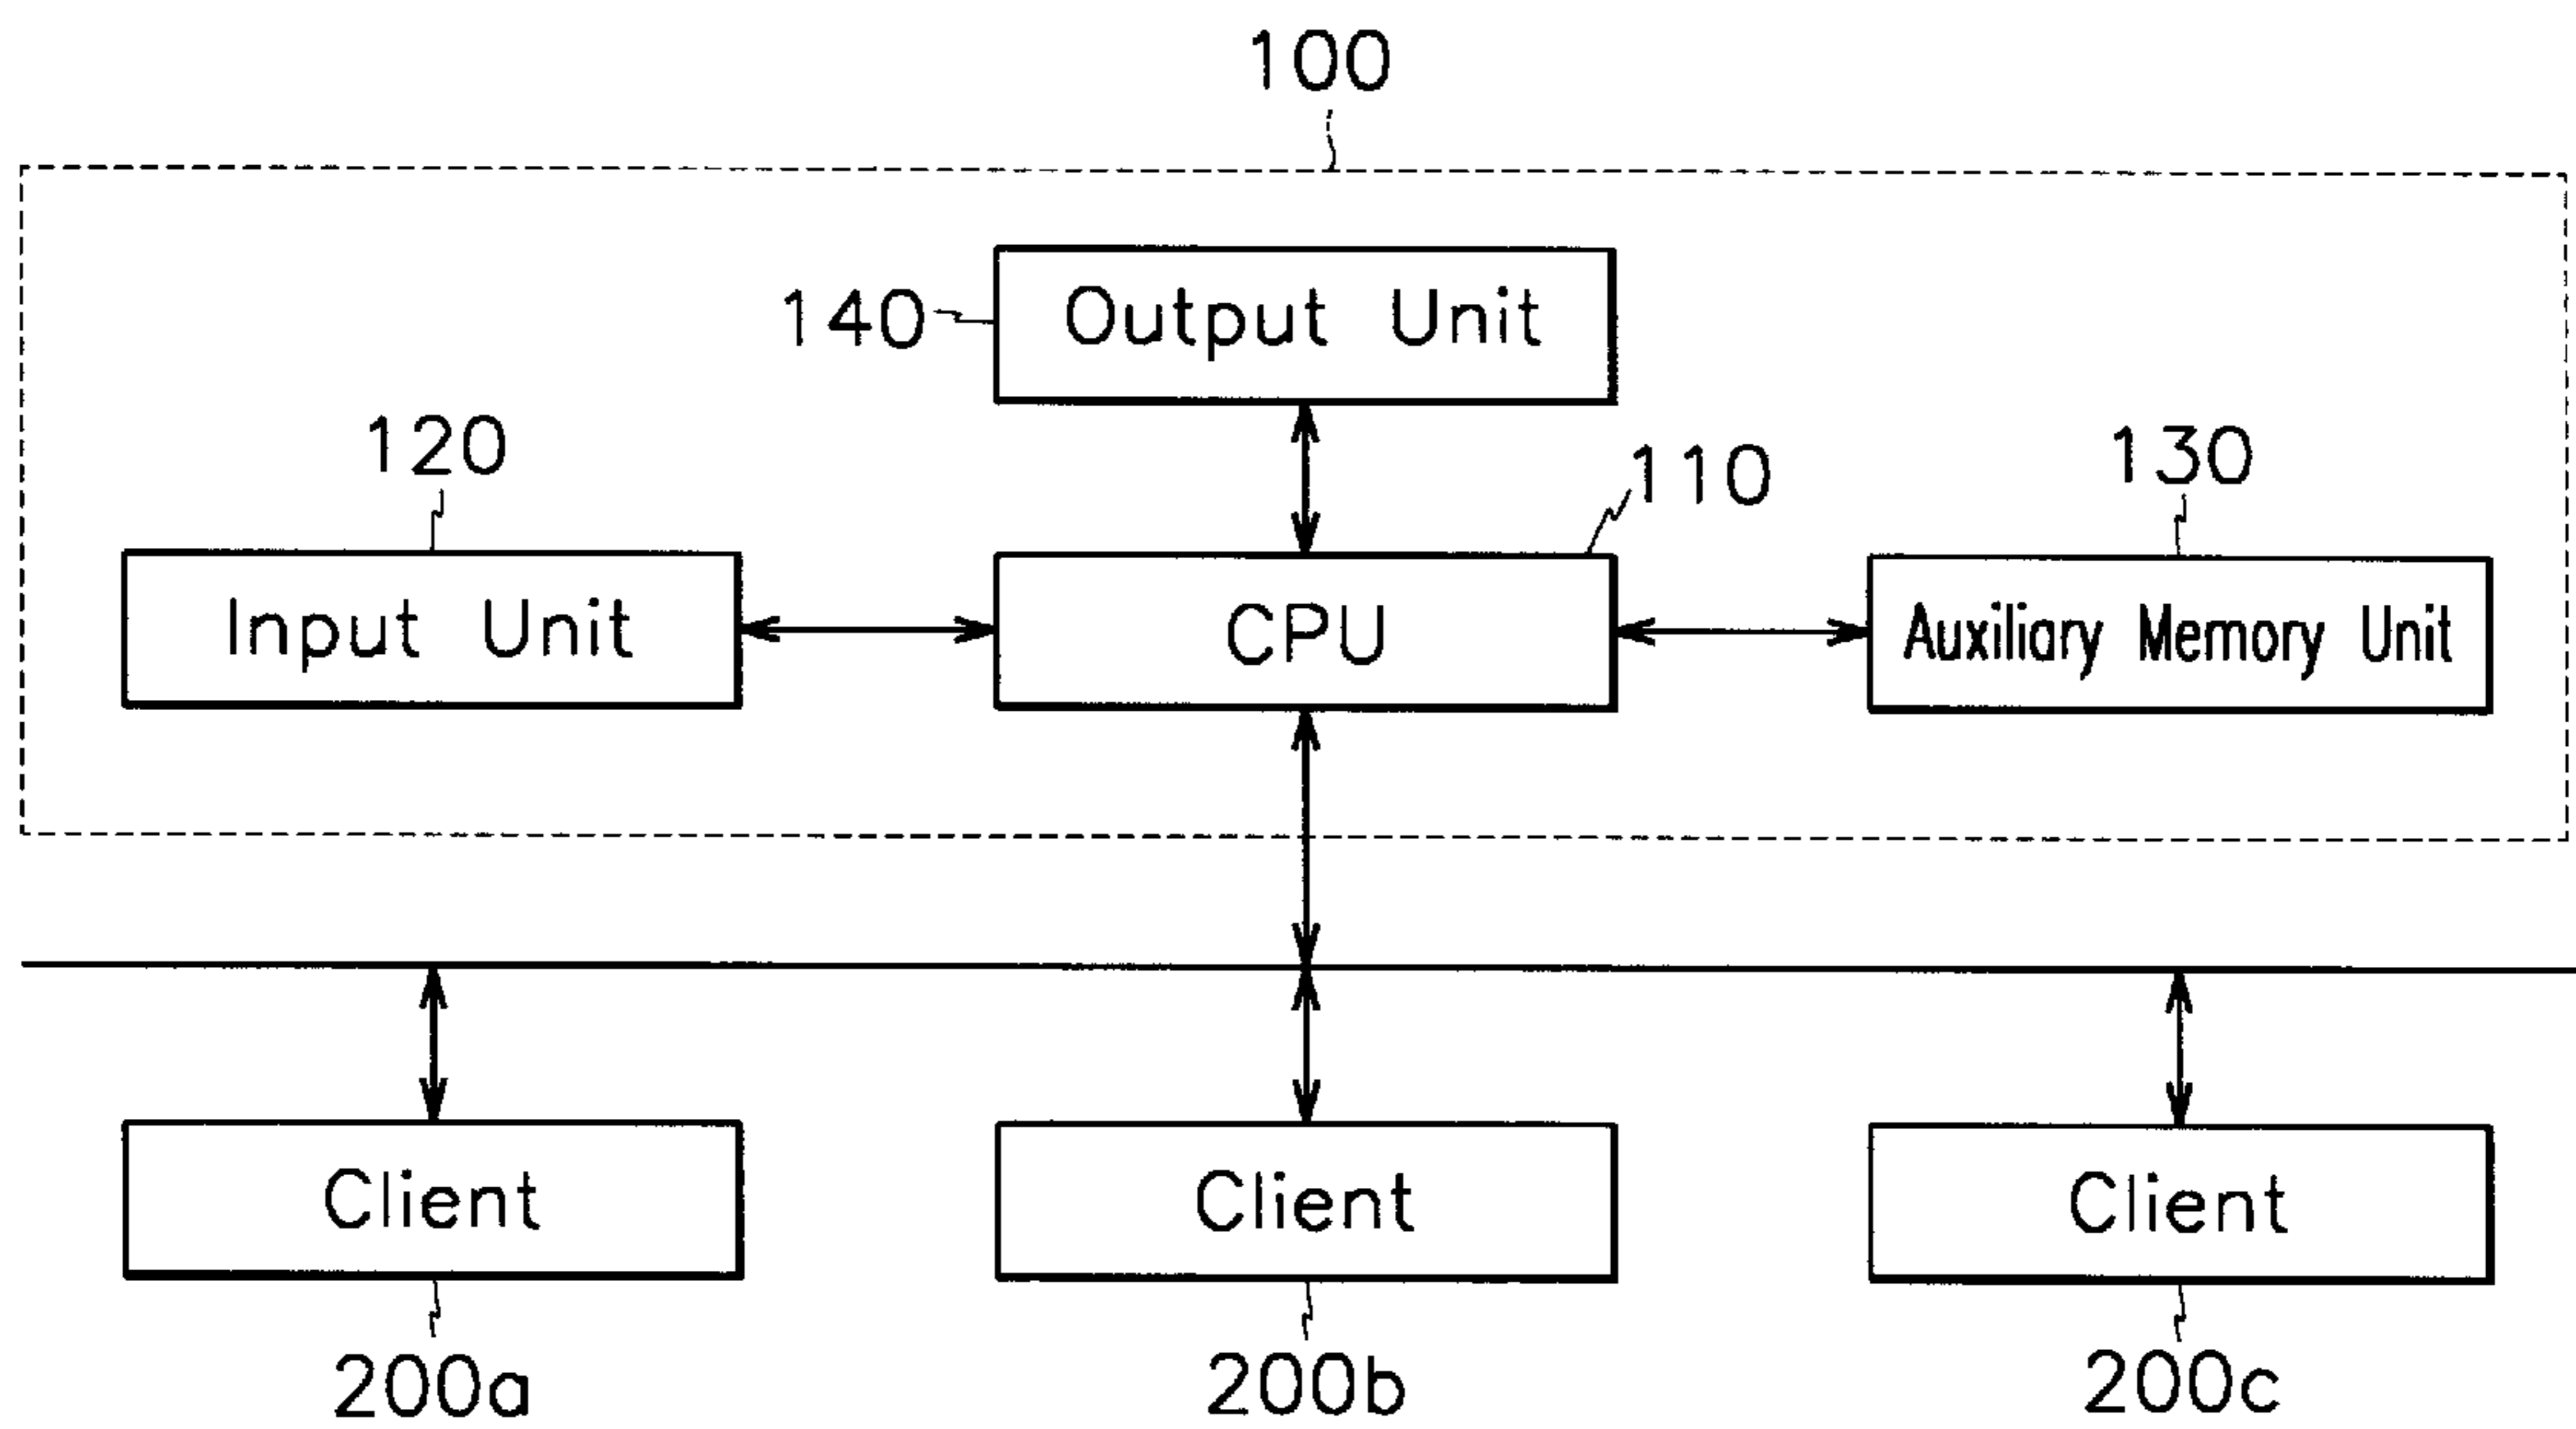 100
140
Output Unit
120
110
130
Input Unit
CPU
Auxiliary Memory Unit
Client
Client
Client
200a
200b
200c